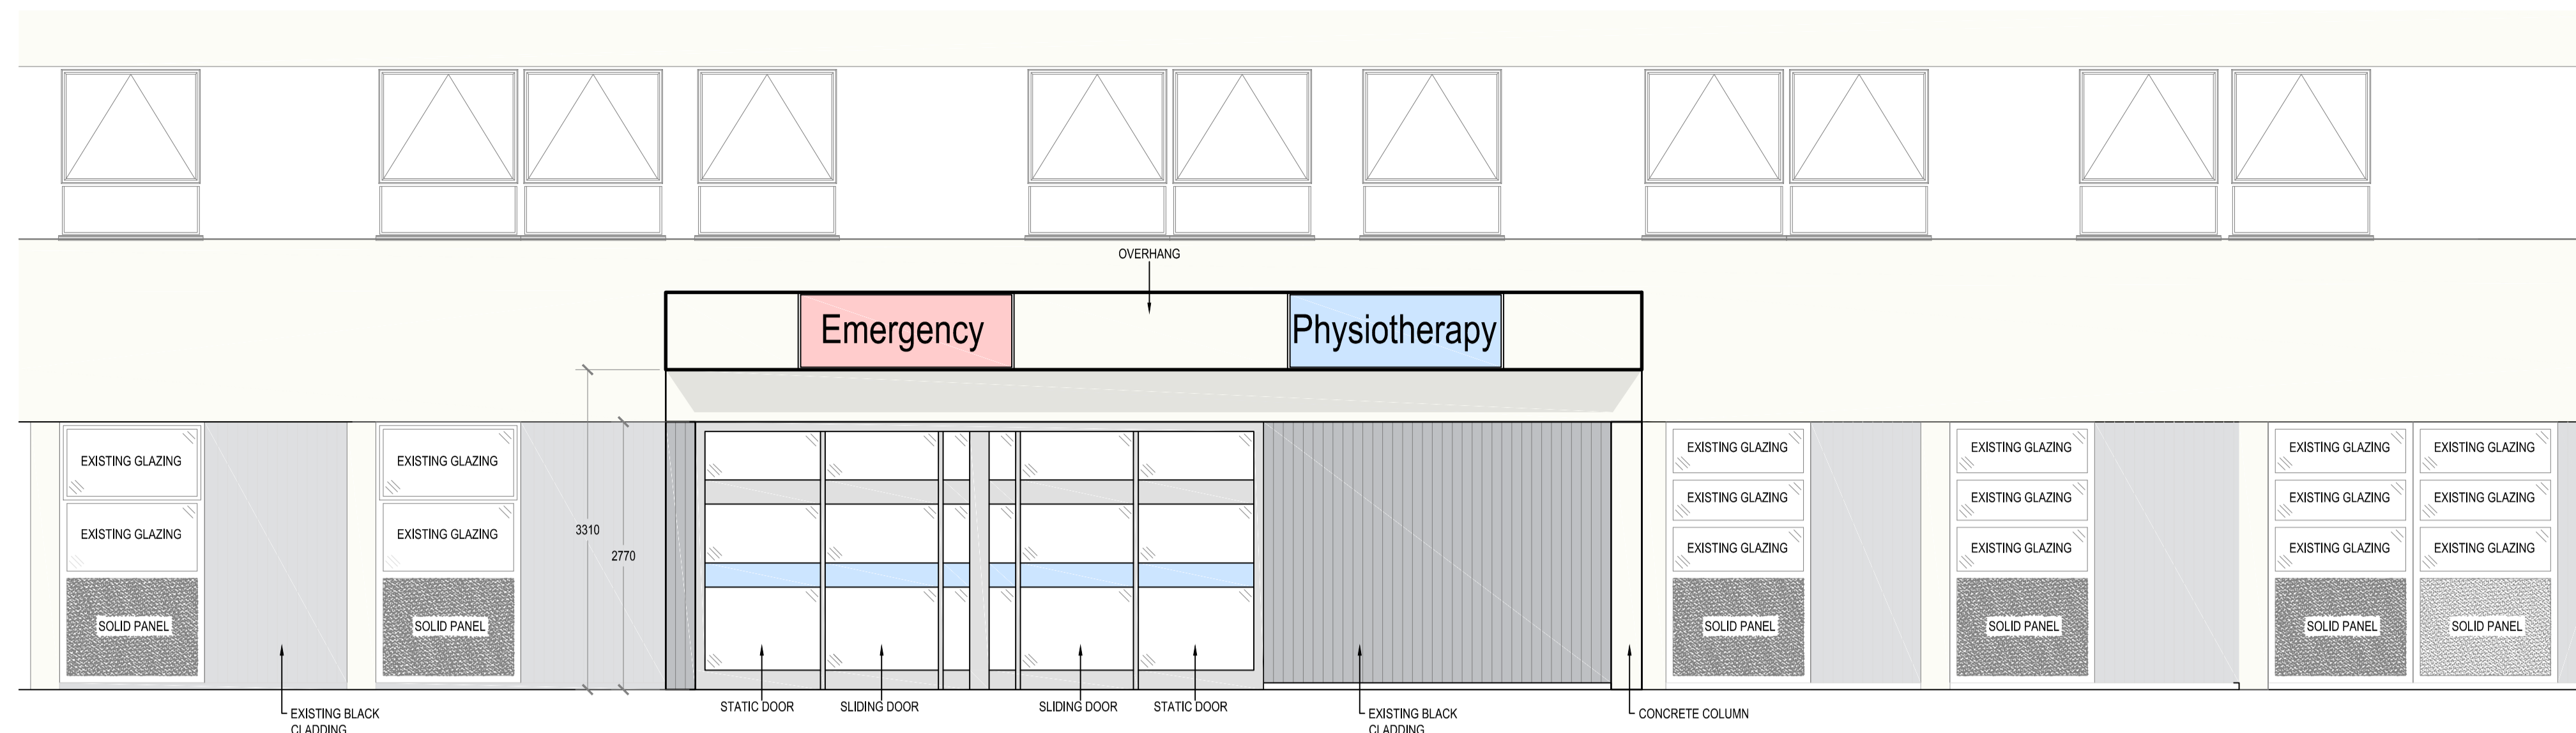 OVERHANG
Emergency
Physiotherapy
EXISTING GLAZING
EXISTING GLAZING
EXISTING GLAZING
EXISTING GLAZING
EXISTING GLAZING
EXISTING GLAZING
EXISTING GLAZING
EXISTING GLAZING
EXISTING GLAZING
EXISTING GLAZING
3310
EXISTING GLAZING
EXISTING GLAZING
EXISTING GLAZING
EXISTING GLAZING
EXISTING GLAZING
EXISTING GLAZING
2770
SOLID PANEL
SOLID PANEL
SOLID PANEL
SOLID PANEL
SOLID PANEL
SOLID PANEL
STATIC DOOR
SLIDING DOOR
SLIDING DOOR
STATIC DOOR
EXISTING BLACK
CLADDING
EXISTING BLACK
CLADDING
CONCRETE COLUMN